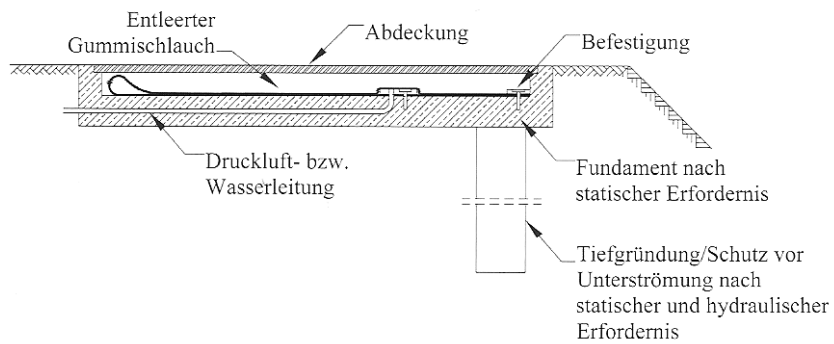 Entleerter
Gummischlauch
Abdeckung
Befestigung
Druckluft- bzw.
Wasserleitung
Fundament nach
statischer Erfordernis
Tiefgründung/Schutz vor
Unterströmung nach
statischer und hydraulischer
Erfordernis